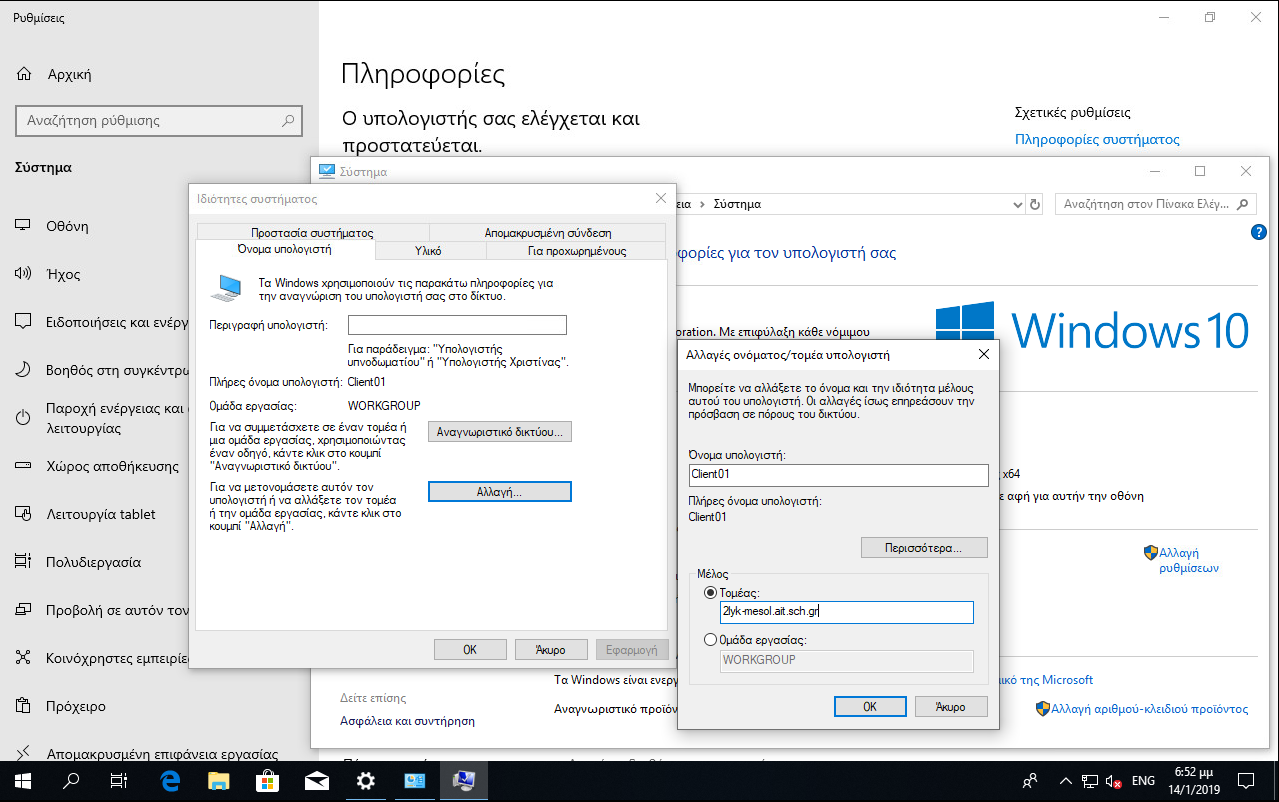 Ρυθμίσεις
Αρχική
Αναζήτηση ρύθμισης
Σύστημα
Οθόνη
Ήχος
Ειδοποιήσεις και ενέργ
Βοηθός στη συγκέντρω
Παροχή ενέργειας και
λειτουργίας
Χώρος αποθήκευσης
Λειτουργία tablet
Πολυδιεργασία
Προβολή σε αυτόν τον
Κοινόχρηστες εμπειρίε
Πρόχειρο
Απομακρυσμένη επιφάνεια εργασίας
Πληροφορίες
Ο υπολογιστής σας ελέγχεται και
προστατεύεται.
Σχετικές ρυθμίσεις
Πληροφορίες συστήματος
Σύστημα
εια › Σύστημα
Αναζήτηση στον Πίνακα Ελέγ...
φορίες για τον υπολογιστή σας
oration. Με επιφύλαξη κάθε νόμιμου
Windows 10
x64
ε αφή για αυτήν την οθόνη
Αλλαγή
ρυθμίσεων
Τα Windows είναι ενεργ
ικό της Microsoft
Αναγνωριστικό προϊόν
Αλλαγή αριθμού-κλειδιού προϊόντος
Δείτε επίσης
Ασφάλεια και συντήρηση
Ιδιότητες συστήματος
Προστασία συστήματος
Απομακρυσμένη σύνδεση
Όνομα υπολογιστή
Υλικό
Για προχωρημένους
Τα Windows χρησιμοποιούν τις παρακάτω πληροφορίες για
την αναγνώριση του υπολογιστή σας στο δίκτυο.
Περιγραφή υπολογιστή:
Για παράδειγμα: "Υπολογιστής
υπνοδωματίου" ή "Υπολογιστής Χριστίνας".
Πλήρες όνομα υπολογιστή: Client01
Ομάδα εργασίας: WORKGROUP
Για να συμμετάσχετε σε έναν τομέα ή
μια ομάδα εργασίας, χρησιμοποιώντας
έναν οδηγό, κάντε κλικ στο κουμπί
"Αναγνωριστικό δικτύου".
Αναγνωριστικό δικτύου...
Για να μετονομάσετε αυτόν τον
υπολογιστή ή να αλλάξετε τον τομέα
ή την ομάδα εργασίας, κάντε κλικ στο
κουμπί "Αλλαγή".
Αλλαγή...
OK
Άκυρο
Εφαρμογή
Αλλαγές ονόματος/τομέα υπολογιστή
Μπορείτε να αλλάξετε το όνομα και την ιδιότητα μέλους
αυτού του υπολογιστή. Οι αλλαγές ίσως επηρεάσουν την
πρόσβαση σε πόρους του δικτύου.
Όνομα υπολογιστή:
Client01
Πλήρες όνομα υπολογιστή:
Client01
Περισσότερα...
Μέλος
Τομέας:
2lyk-mesol.ait.sch.gr
Ομάδα εργασίας:
WORKGROUP
OK
Άκυρο
ENG
6:52 μμ
14/1/2019